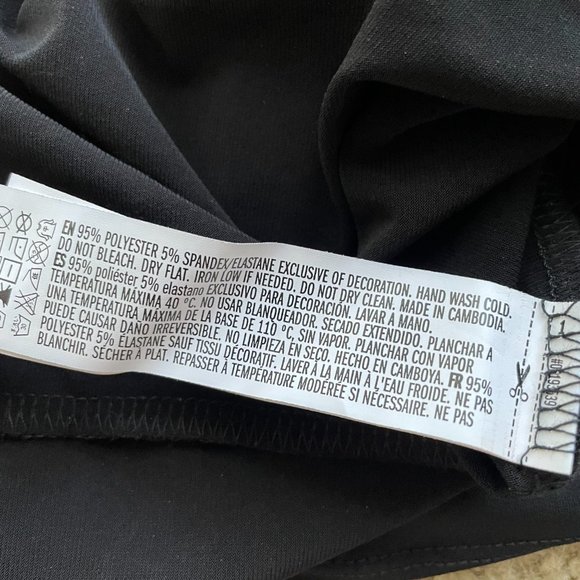 EN 95% POLYESTER 5% SPANDEX/ELASTANE EXCLUSIVE OF DECORATION. HAND WASH COLD.
DO NOT BLEACH. DRY FLAT. IRON LOW IF NEEDED. DO NOT DRY CLEAN. MADE IN CAMBODIA.
ES 95% poliéster 5% elastano EXCLUSIVO PARA DECORACIÓN. LAVAR A MANO.
TEMPERATURA MÁXIMA 40 °C. NO USAR BLANQUEADOR. SECADO EXTENDIDO. PLANCHAR A
UNA TEMPERATURA MÁXIMA DE LA BASE DE 110 °C, SIN VAPOR. PLANCHAR CON VAPOR
PUEDE CAUSAR DAÑO IRREVERSIBLE. NO LIMPIEZA EN SECO. HECHO EN CAMBOYA. FR 95%
POLYESTER 5% ÉLASTANE SAUF TISSU DÉCORATIF. LAVER À LA MAIN À L'EAU FROIDE. NE PAS
BLANCHIR. SÉCHER À PLAT. REPASSER À TEMPÉRATURE MODÉRÉE SI NÉCESSAIRE. NE PAS